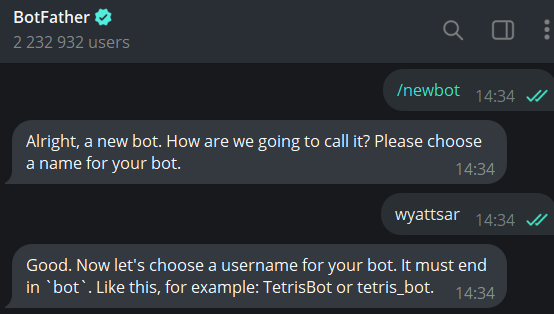 BotFather
2 232 932 users
/newbot 14:34
Alright, a new bot. How are we going to call it? Please choose
a name for your bot.
14:34
wyattsar 14:34
Good. Now let's choose a username for your bot. It must end
in `bot`. Like this, for example: TetrisBot or tetris_bot.
14:34